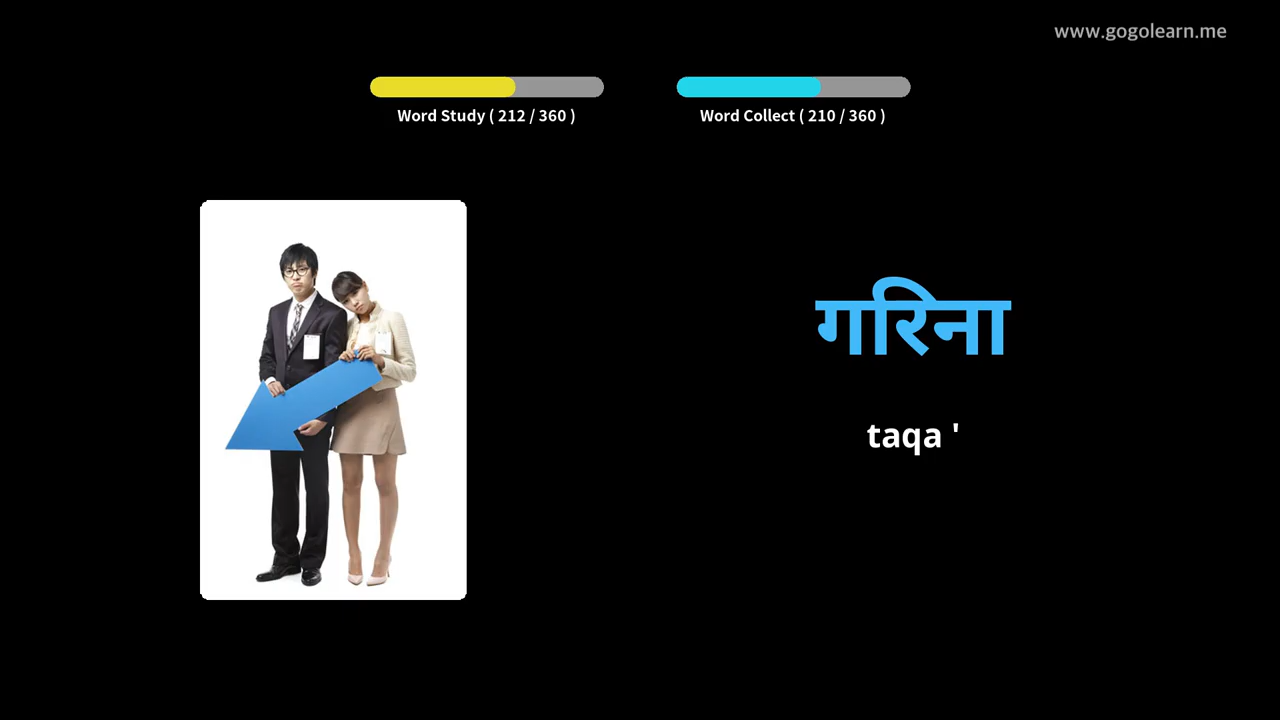 www.gogolearn.me
Word Study ( 212 / 360 )
Word Collect ( 210 / 360 )
गरिना
taqa '